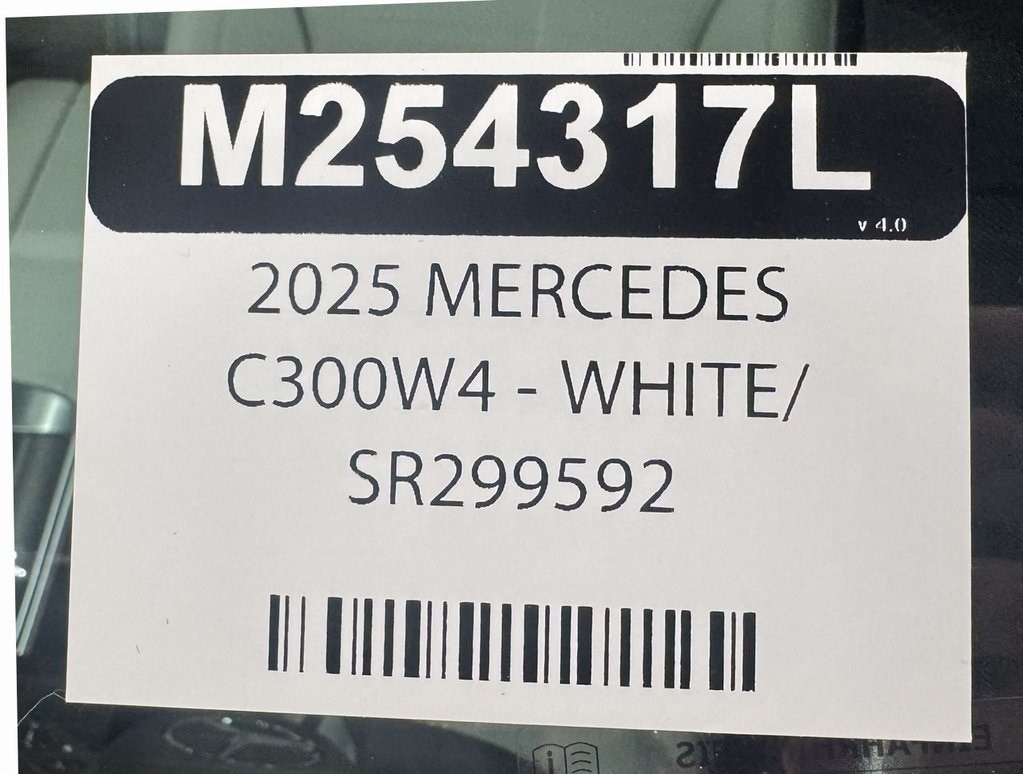 M254317L
v 4.0
2025 MERCEDES
C300W4 - WHITE/
SR299592